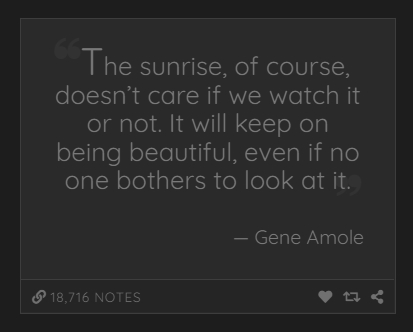 The sunrise, of course,
doesn’t care if we watch it
or not. It will keep on
being beautiful, even if no
one bothers to look at it.
— Gene Amole
18,716 NOTES